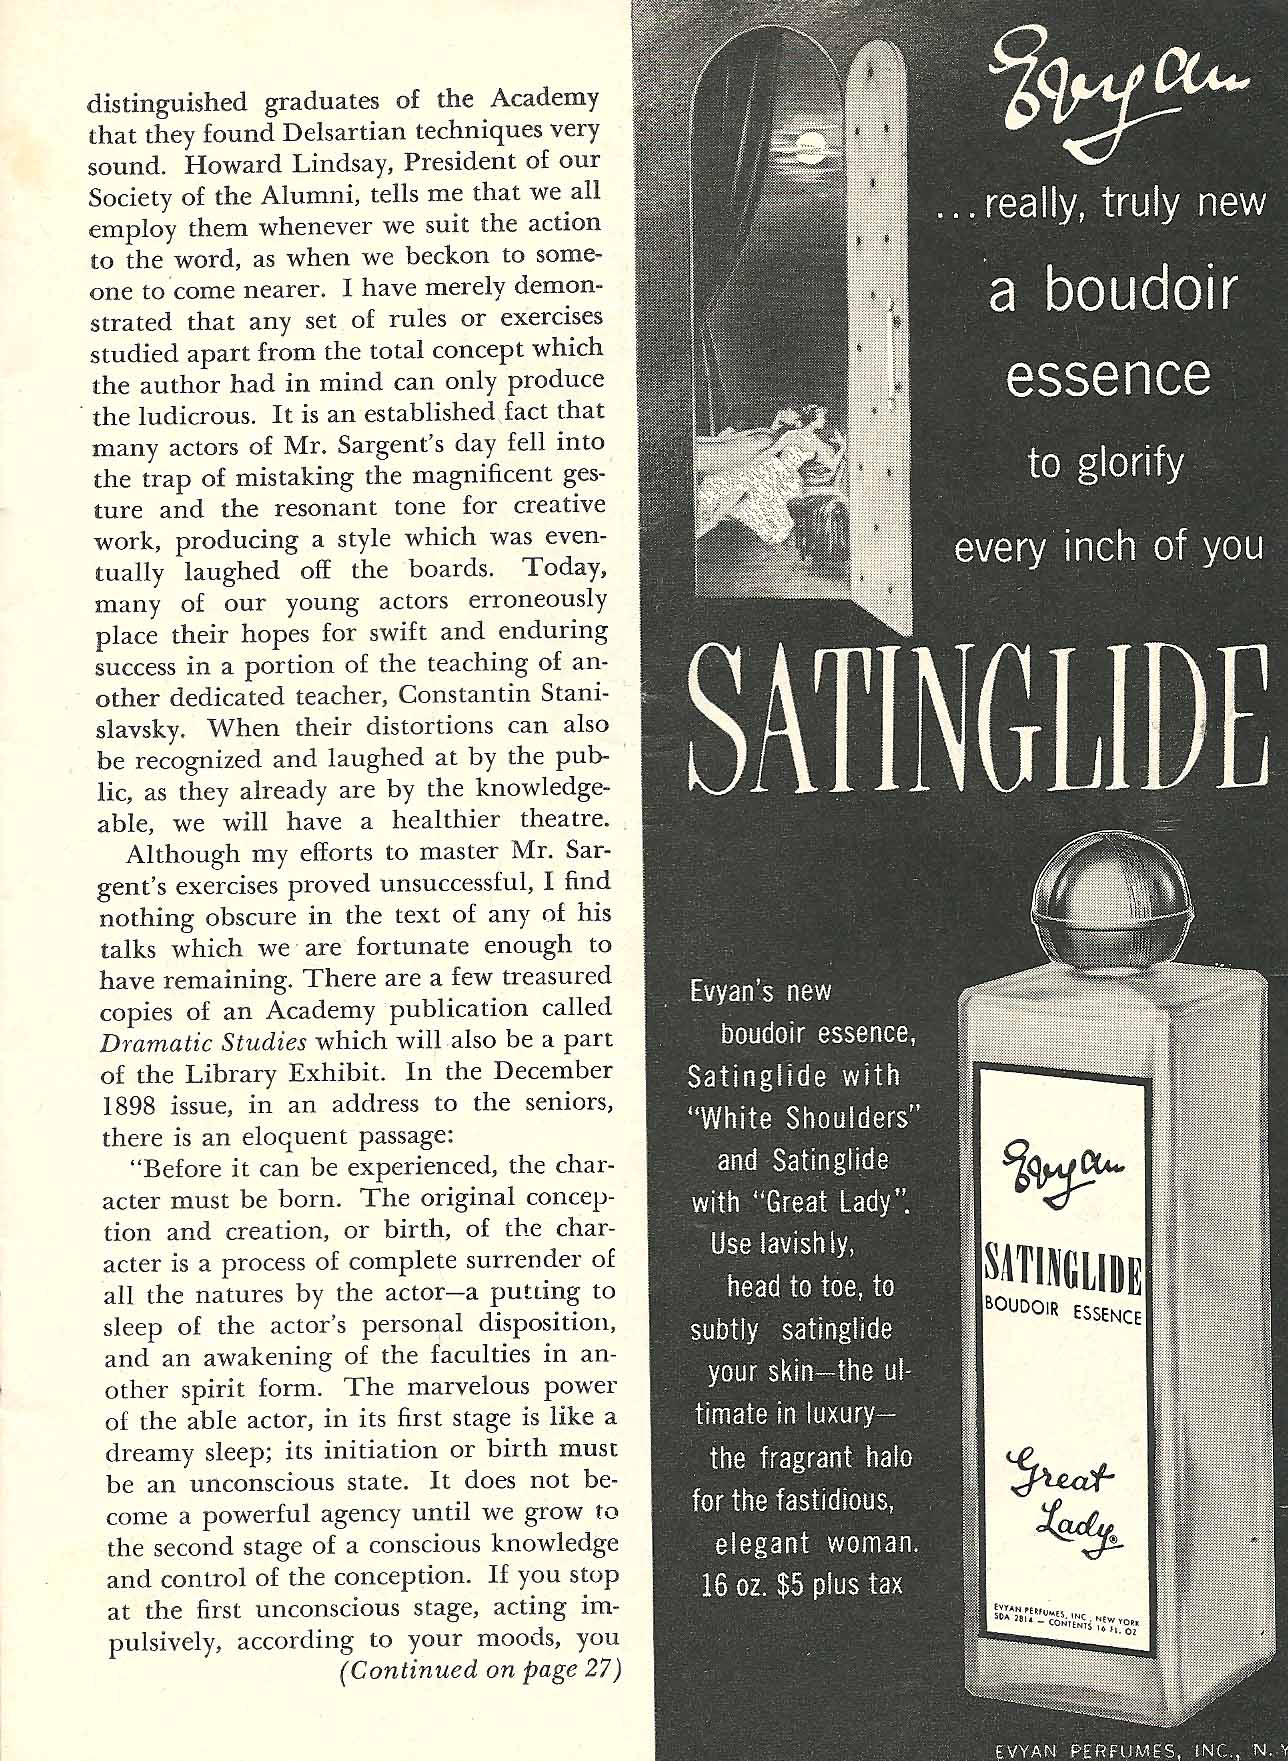 distinguished graduates of the Academy
that they found Delsartian techniques very
sound. Howard Lindsay, President of our
Society of the Alumni, tells me that we all
employ them whenever we suit the action
to the word, as when we beckon to some-
one to come nearer. I have merely demon-
strated that any set of rules or exercises
studied apart from the total concept which
the author had in mind can only produce
the ludicrous. It is an established fact that
many actors of Mr. Sargent's day fell into
the trap of mistaking the magnificent ges-
ture and the resonant tone for creative
work, producing a style which was even-
tually laughed off the boards. Today,
many of our young actors erroneously
place their hopes for swift and enduring
success in a portion of the teaching of an-
other dedicated teacher, Constantin Stani-
slavsky. When their distortions can also
be recognized and laughed at by the pub-
lic, as they already are by the knowledge-
able, we will have a healthier theatre.
Although my efforts to master Mr. Sar-
gent's exercises proved unsuccessful, I find
nothing obscure in the text of any of his
talks which we are fortunate enough to
have remaining. There are a few treasured
copies of an Academy publication called
Dramatic Studies which will also be a part
of the Library Exhibit. In the December
1898 issue, in an address to the seniors,
there is an eloquent passage:
"Before it can be experienced, the char-
acter must be born. The original concep-
tion and creation, or birth, of the char-
acter is a process of complete surrender of
all the natures by the actor—a putting to
sleep of the actor's personal disposition,
and an awakening of the faculties in an-
other spirit form. The marvelous power
of the able actor, in its first stage is like a
dreamy sleep; its initiation or birth must
be an unconscious state. It does not be-
come a powerful agency until we grow to
the second stage of a conscious knowledge
and control of the conception. If you stop
at the first unconscious stage, acting im-
pulsively, according to your moods, you
(Continued on page 27)
Evyan
...really, truly new
a boudoir
essence
to glorify
every inch of you
SATINGLIDE
Evyan's new
boudoir essence,
Satinglide with
"White Shoulders"
and Satinglide
with "Great Lady".
Use lavishly,
head to toe, to
subtly satinglide
your skin—the ul-
timate in luxury—
the fragrant halo
for the fastidious,
elegant woman.
16 oz. $5 plus tax
Evyan
SATINGLIDE
BOUDOIR ESSENCE
Great
Lady®
EVYAN PERFUMES, INC., NEW YORK
SDA 2814 — CONTENTS 16 FL. OZ
EVYAN PERFUMES, INC., N.Y